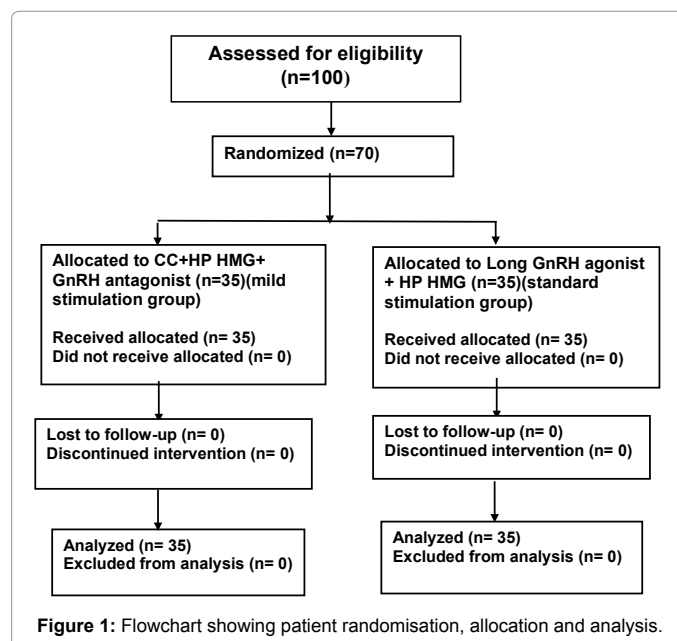 Assessed for eligibility
(n=100)
Randomized (n=70)
Allocated to CC+HP HMG+
GnRH antagonist (n=35)(mild
stimulation group)
Received allocated (n= 35)
Did not receive allocated (n= 0)
Allocated to Long GnRH agonist
+ HP HMG (n=35)(standard
stimulation group)
Received allocated (n= 35)
Did not receive allocated (n= 0)
Lost to follow-up (n= 0)
Discontinued intervention (n= 0)
Lost to follow-up (n= 0)
Discontinued intervention (n= 0)
Analyzed (n= 35)
Excluded from analysis (n= 0)
Analyzed (n= 35)
Excluded from analysis (n= 0)
Figure 1: Flowchart showing patient randomisation, allocation and analysis.